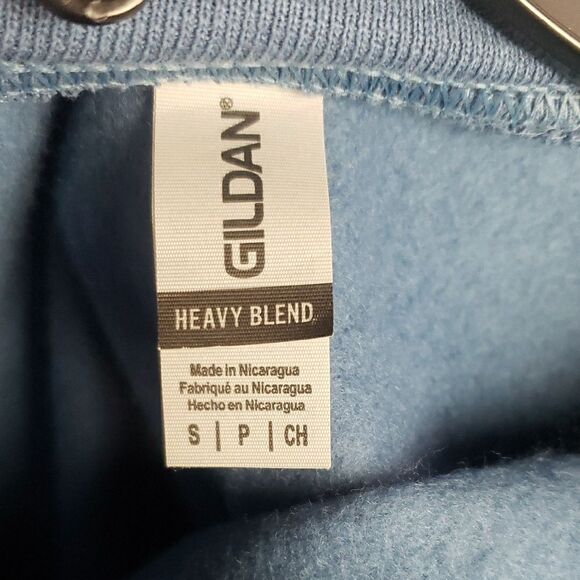 GILDAN®
HEAVY BLEND
Made in Nicaragua
Fabriqué au Nicaragua
Hecho en Nicaragua
S | P | CH